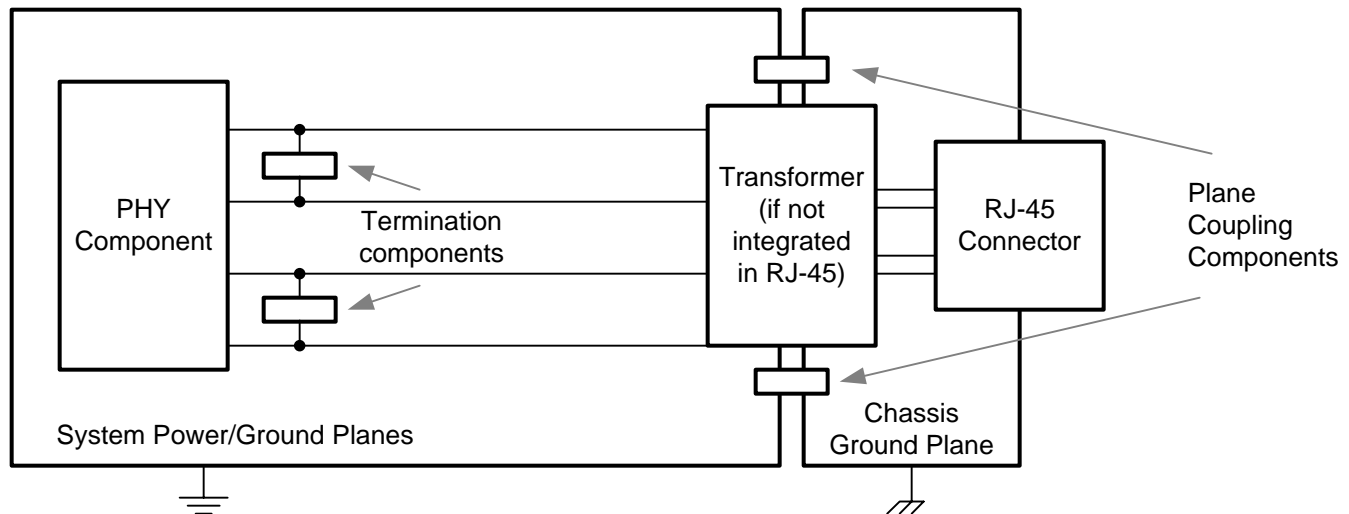 PHY
Component
Termination
components
Transformer
(if not
integrated
in RJ-45)
RJ-45
Connector
Plane
Coupling
Components
System Power/Ground Planes
Chassis
Ground Plane